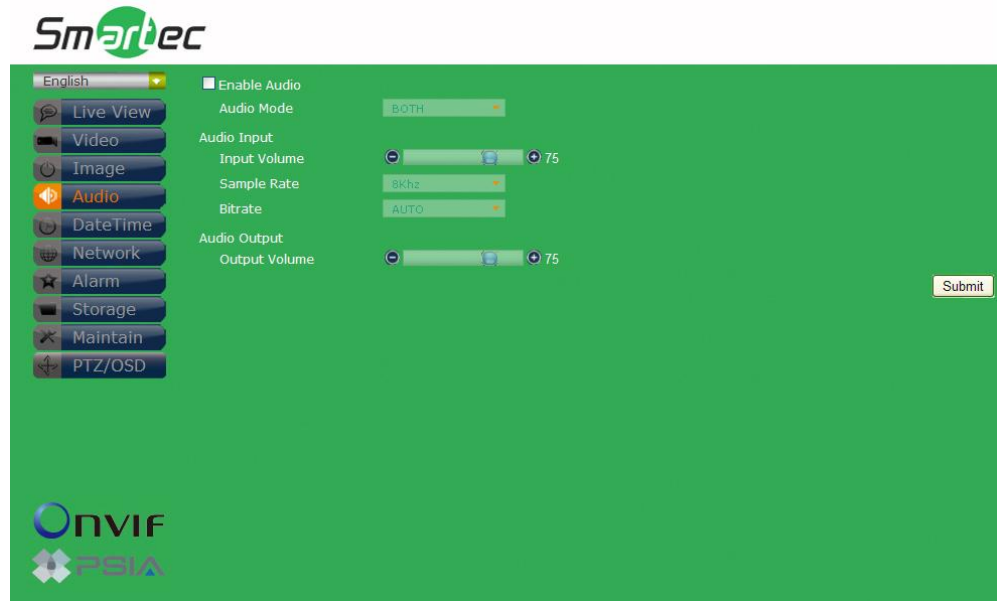 Smartec
English
Live View
Video
Image
Audio
DateTime
Network
Alarm
Storage
Maintain
PTZ/OSD
Enable Audio
Audio Mode BOTH
Audio Input
Input Volume 75
Sample Rate 8Khz
Bitrate AUTO
Audio Output
Output Volume 75
Submit
Onvif
PSIA